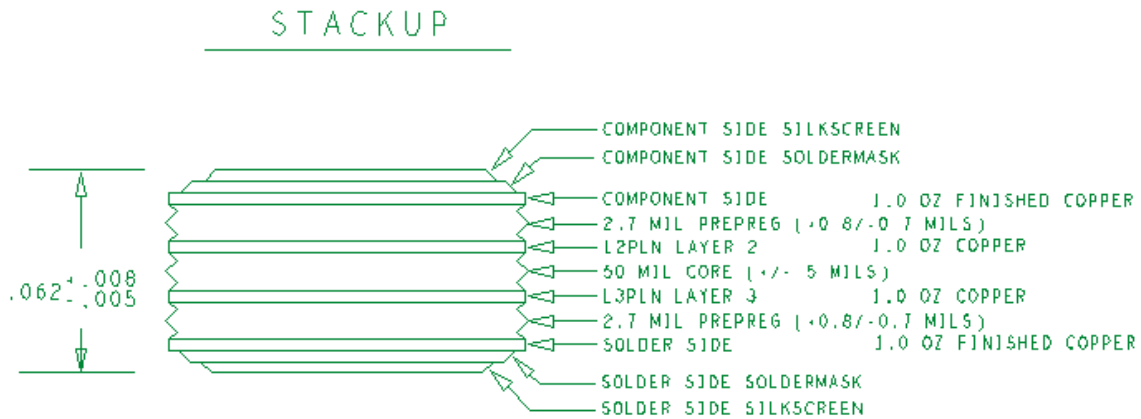 STACKUP
COMPONENT SIDE SILKSCREEN
COMPONENT SIDE SOLDERMASK
COMPONENT SIDE 1.0 OZ FINISHED COPPER
2.7 MIL PREPREG (+0.8/-0.7 MILS)
L2PLN LAYER 2 1.0 OZ COPPER
50 MIL CORE (+/- 5 MILS)
.062 +.008 -.005
L3PLN LAYER 3 1.0 OZ COPPER
2.7 MIL PREPREG (+0.8/-0.7 MILS)
SOLDER SIDE 1.0 OZ FINISHED COPPER
SOLDER SIDE SOLDERMASK
SOLDER SIDE SILKSCREEN